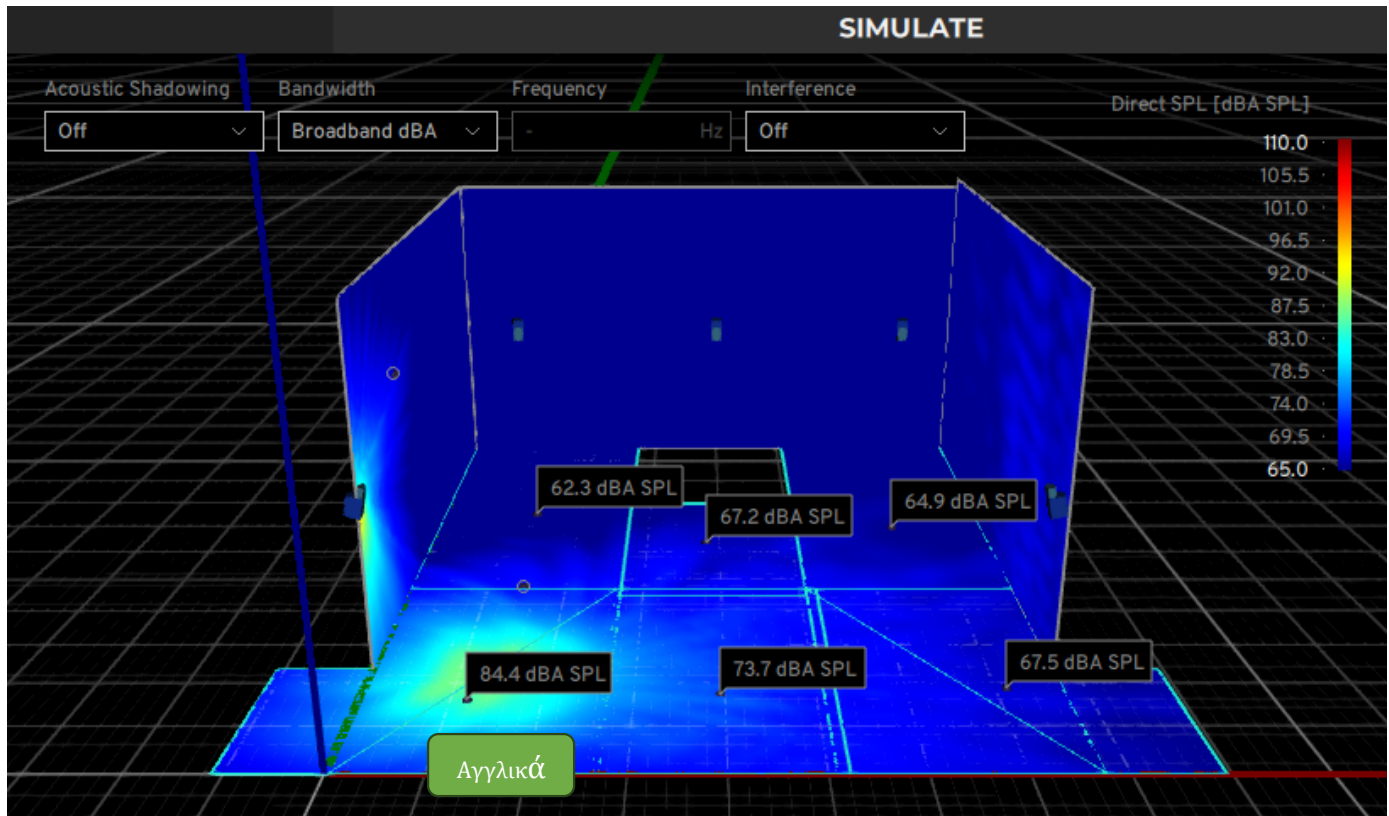 SIMULATE
Acoustic Shadowing
Bandwidth
Frequency
Interference
Off
Broadband dBA
- Hz
Off
Direct SPL [dBA SPL]
110.0
105.5
101.0
96.5
92.0
87.5
83.0
78.5
74.0
69.5
65.0
62.3 dBA SPL
67.2 dBA SPL
64.9 dBA SPL
84.4 dBA SPL
73.7 dBA SPL
67.5 dBA SPL
Αγγλικά